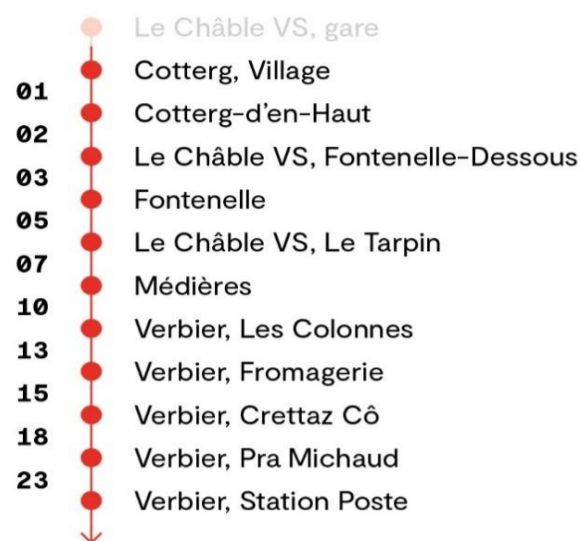 Le Châble VS, gare
Cotterg, Village
01
Cotterg-d’en-Haut
02
Le Châble VS, Fontenelle-Dessous
03
Fontenelle
05
Le Châble VS, Le Tarpin
07
Médières
10
Verbier, Les Colonnes
13
Verbier, Fromagerie
15
Verbier, Crettaz Cô
18
Verbier, Pra Michaud
23
Verbier, Station Poste